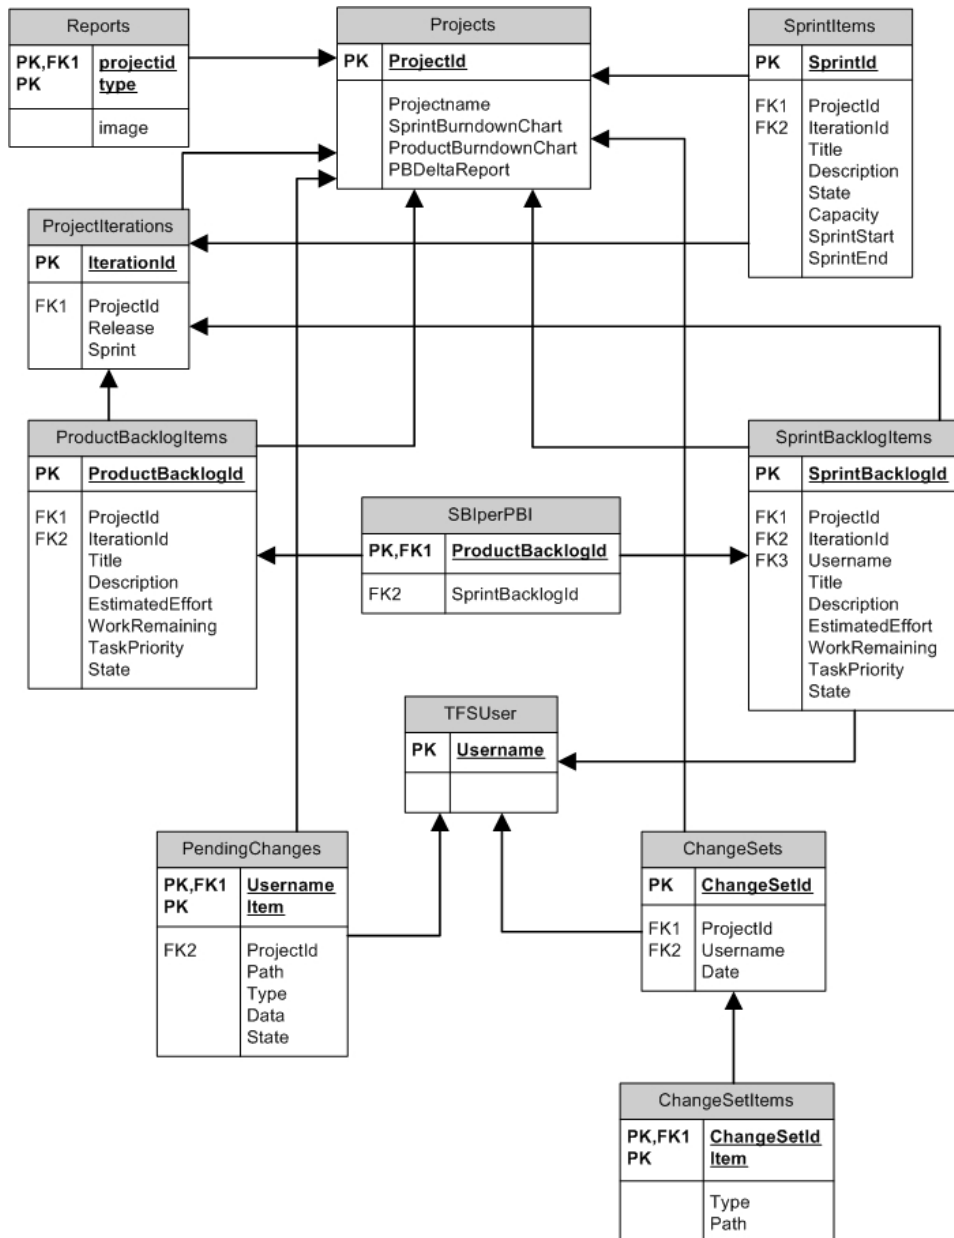 Reports
PK,FK1 projectid
PK type
image
Projects
PK ProjectId
Projectname
SprintBurndownChart
ProductBurndownChart
PBDeltaReport
SprintItems
PK SprintId
FK1 ProjectId
FK2 IterationId
Title
Description
State
Capacity
SprintStart
SprintEnd
ProjectIterations
PK IterationId
FK1 ProjectId
Release
Sprint
ProductBacklogItems
PK ProductBacklogId
FK1 ProjectId
FK2 IterationId
Title
Description
EstimatedEffort
WorkRemaining
TaskPriority
State
SBIperPBI
PK,FK1 ProductBacklogId
FK2 SprintBacklogId
SprintBacklogItems
PK SprintBacklogId
FK1 ProjectId
FK2 IterationId
FK3 Username
Title
Description
EstimatedEffort
WorkRemaining
TaskPriority
State
TFSUser
PK Username
PendingChanges
PK,FK1 Username
PK Item
FK2 ProjectId
Path
Type
Data
State
ChangeSets
PK ChangeSetId
FK1 ProjectId
FK2 Username
Date
ChangeSetItems
PK,FK1 ChangeSetId
PK Item
Type
Path